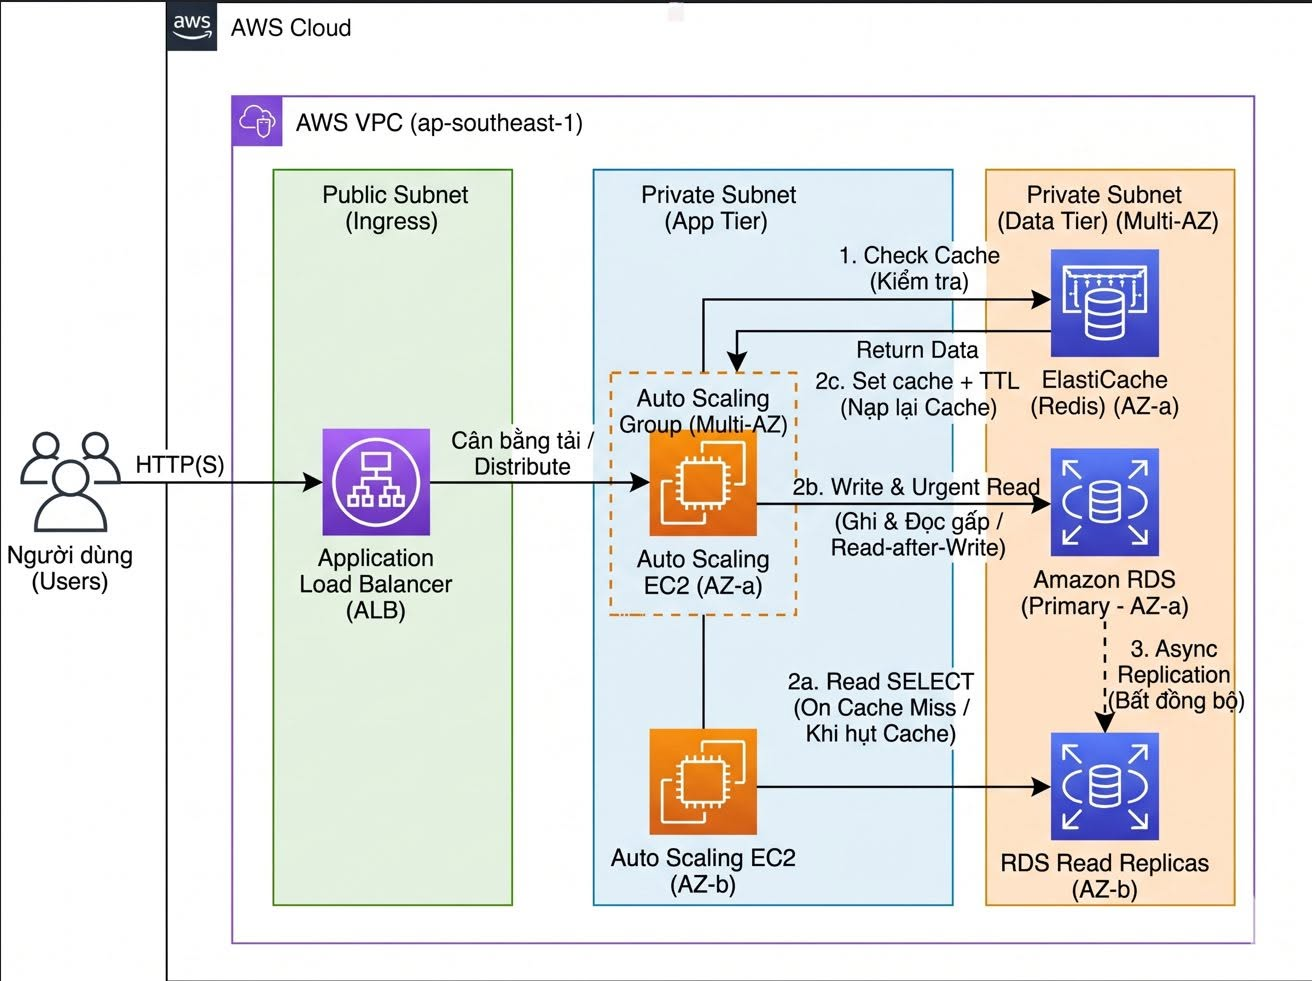 aws
AWS Cloud
AWS VPC (ap-southeast-1)
Public Subnet
(Ingress)
Private Subnet
(App Tier)
Private Subnet
(Data Tier) (Multi-AZ)
1. Check Cache
(Kiểm tra)
Return Data
2c. Set cache + TTL
(Nạp lại Cache)
ElastiCache
(Redis) (AZ-a)
Auto Scaling
Group (Multi-AZ)
Cân bằng tải /
Distribute
HTTP(S)
Người dùng
(Users)
Application
Load Balancer
(ALB)
Auto Scaling
EC2 (AZ-a)
2b. Write & Urgent Read
(Ghi & Đọc gấp /
Read-after-Write)
Amazon RDS
(Primary - AZ-a)
3. Async
Replication
(Bất đồng bộ)
2a. Read SELECT
(On Cache Miss /
Khi hụt Cache)
Auto Scaling EC2
(AZ-b)
RDS Read Replicas
(AZ-b)